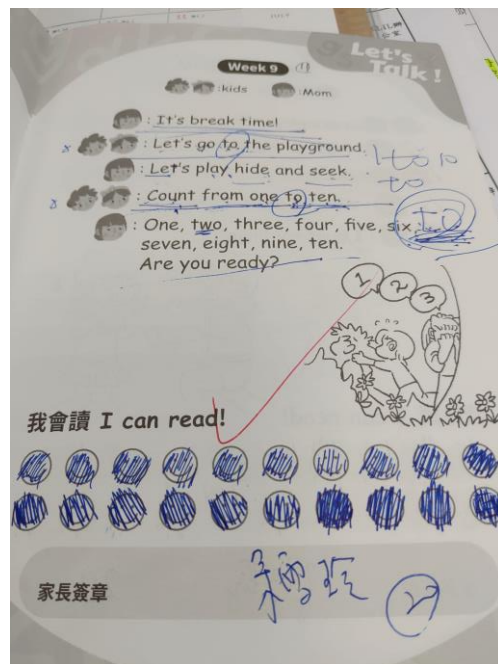 Let's Talk!
Week 9
:kids :Mom
: It's break time!
: Let's go to the playground.
: Let's play hide and seek.
to
: Count from one to ten.
: One, two, three, four, five, six,
seven, eight, nine, ten.
Are you ready?
to
1 2 3
我會讀 I can read!
家長簽章